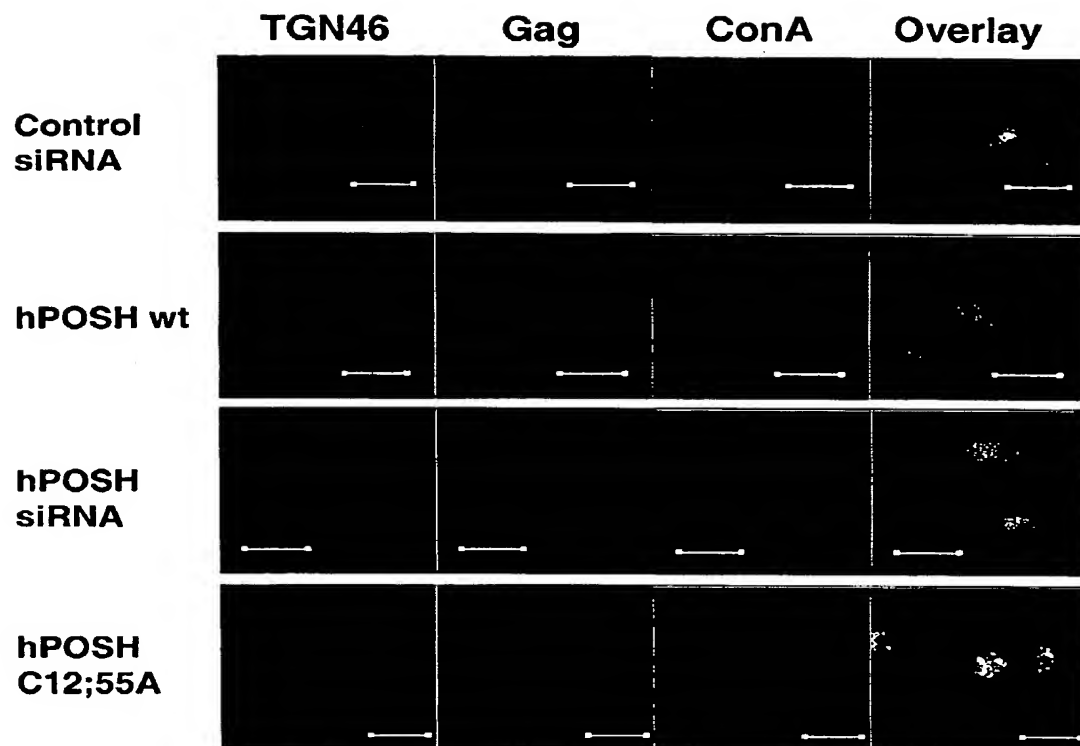 TGN46 Gag ConA Overlay
Control
siRNA
hPOSH wt
hPOSH
siRNA
hPOSH
C12;55A